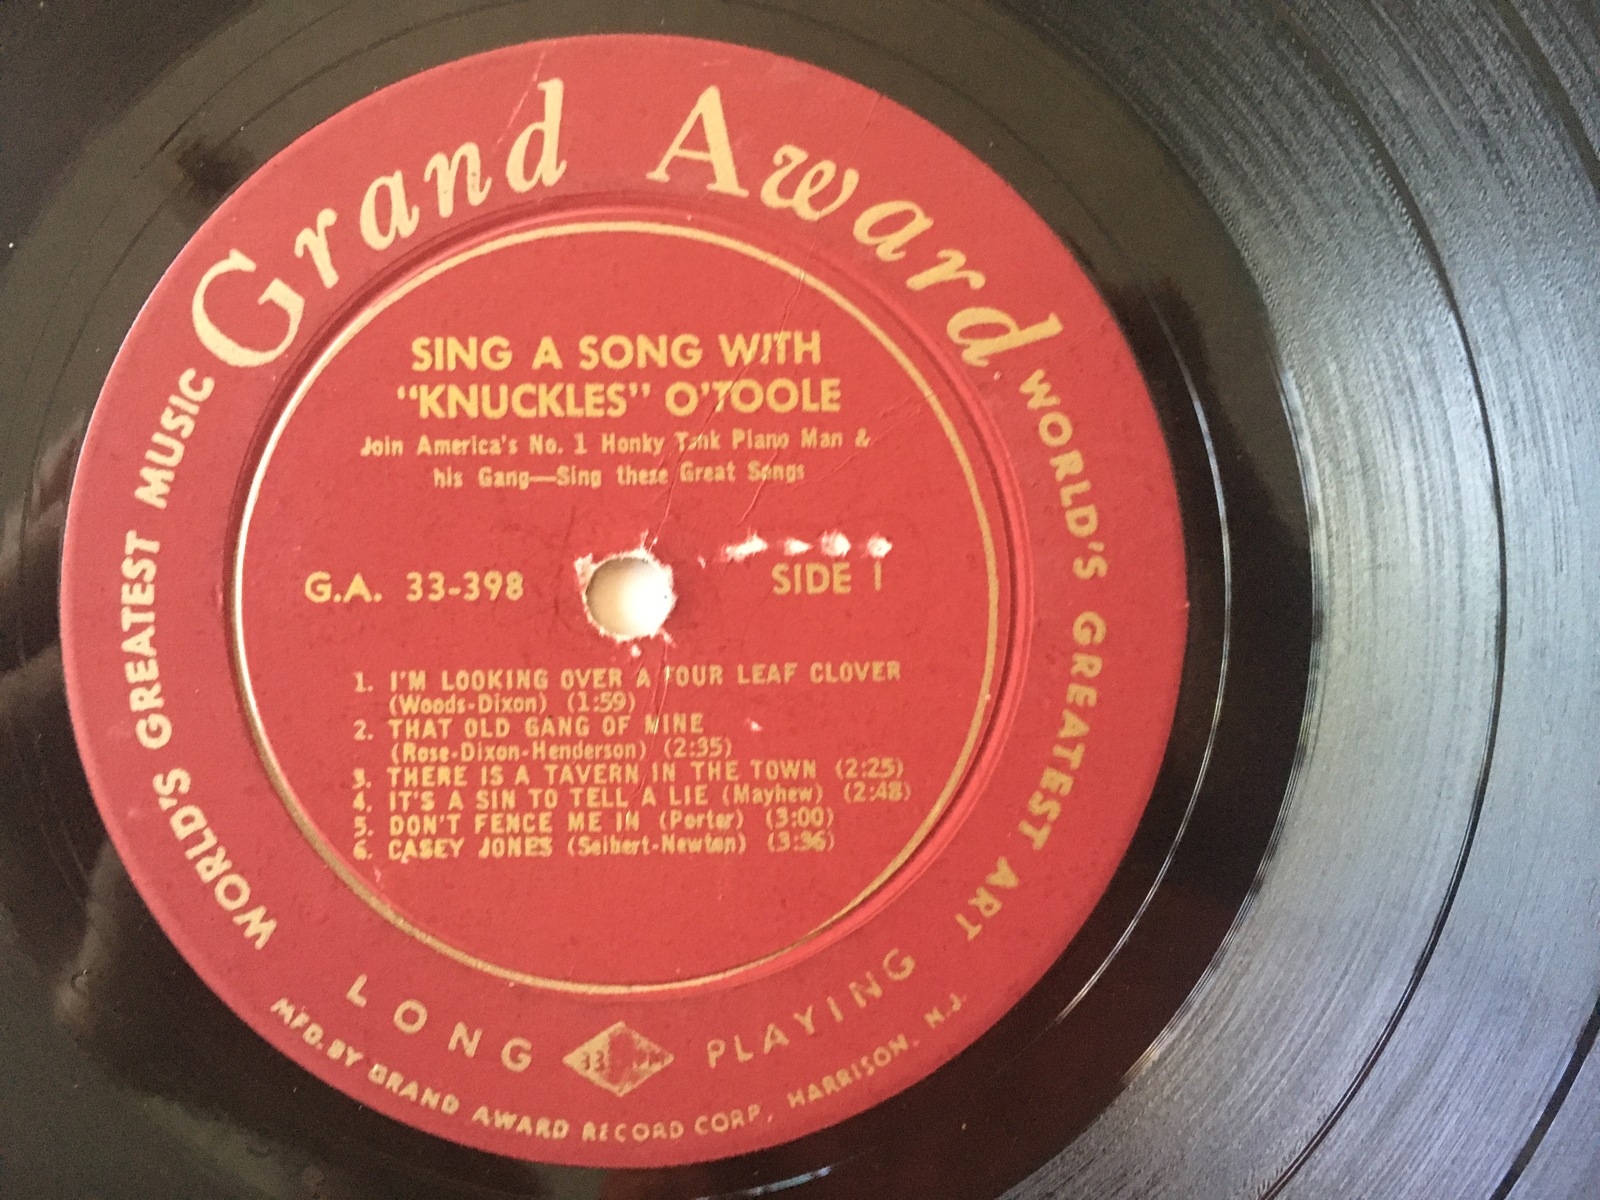 Grand Award
WORLD'S GREATEST MUSIC
WORLD'S GREATEST ART
SING A SONG WITH
"KNUCKLES" O'TOOLE
Join America's No. 1 Honky Tonk Piano Man &
his Gang—Sing these Great Songs
G.A. 33-398
SIDE 1
1. I'M LOOKING OVER A FOUR LEAF CLOVER
(Woods-Dixon) (1:59)
2. THAT OLD GANG OF MINE
(Rose-Dixon-Henderson) (2:35)
3. THERE IS A TAVERN IN THE TOWN (2:25)
4. IT'S A SIN TO TELL A LIE (Mayhew) (2:48)
5. DON'T FENCE ME IN (Porter) (3:00)
6. CASEY JONES (Seibert-Newton) (3:36)
LONG 33 PLAYING
MFD. BY GRAND AWARD RECORD CORP., HARRISON, N.J.